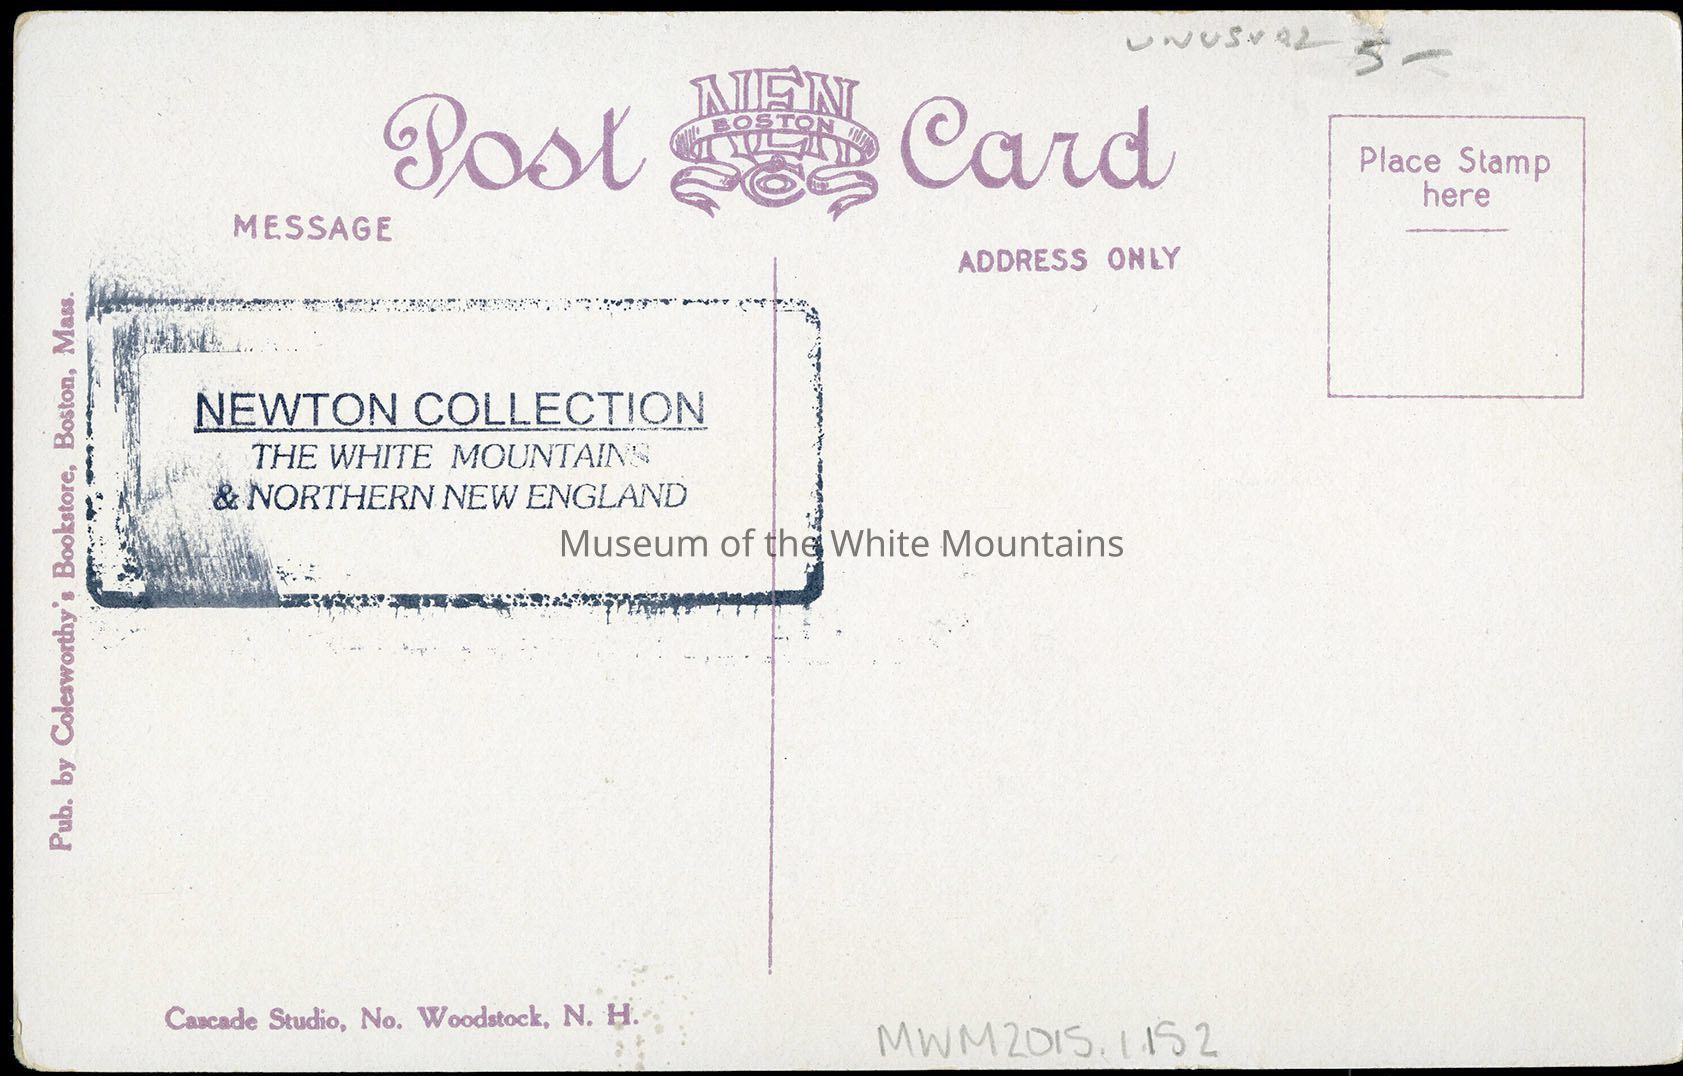 UNUSUAL 5-
Post Card
NEN
BOSTON
Co
Place Stamp
here
MESSAGE
ADDRESS ONLY
Pub. by Colesworthy's Bookstore, Boston, Mass.
NEWTON COLLECTION
THE WHITE MOUNTAINS
& NORTHERN NEW ENGLAND
Museum of the White Mountains
Cascade Studio, No. Woodstock, N. H.
MWM2015.1.152